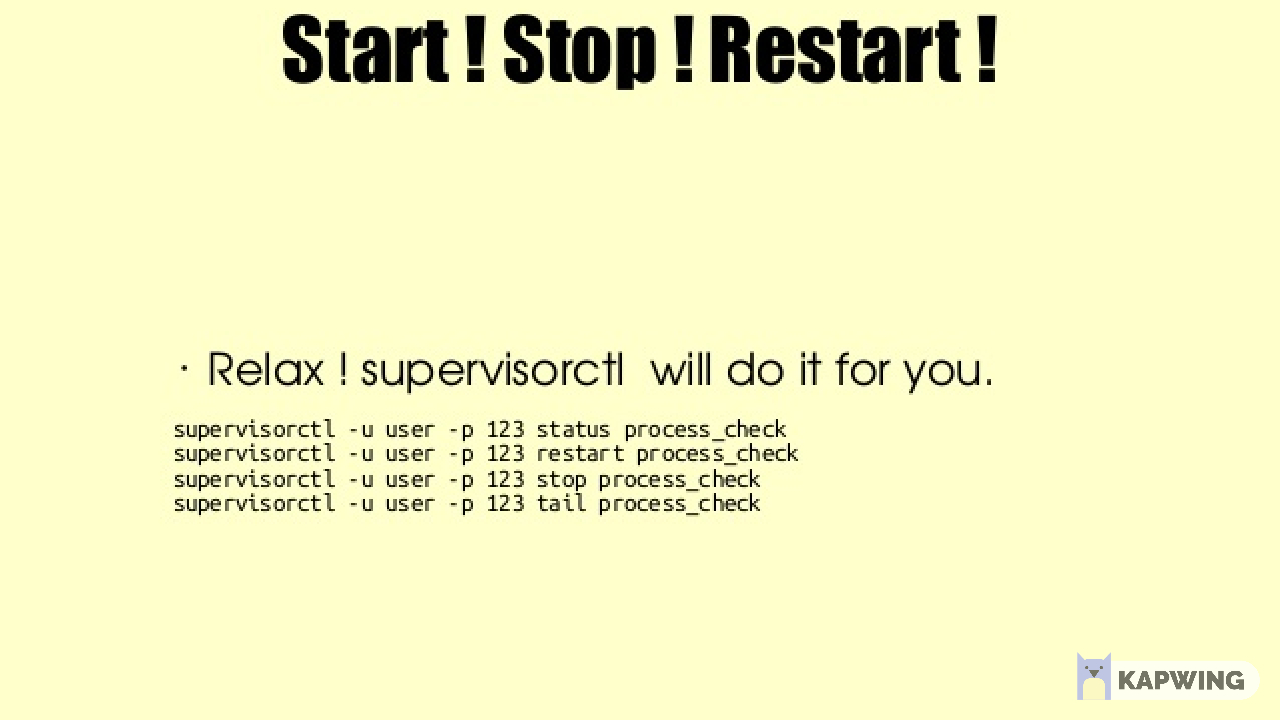 Start ! Stop ! Restart !
· Relax ! supervisorctl will do it for you.
supervisorctl -u user -p 123 status process_check
supervisorctl -u user -p 123 restart process_check
supervisorctl -u user -p 123 stop process_check
supervisorctl -u user -p 123 tail process_check
KAPWING